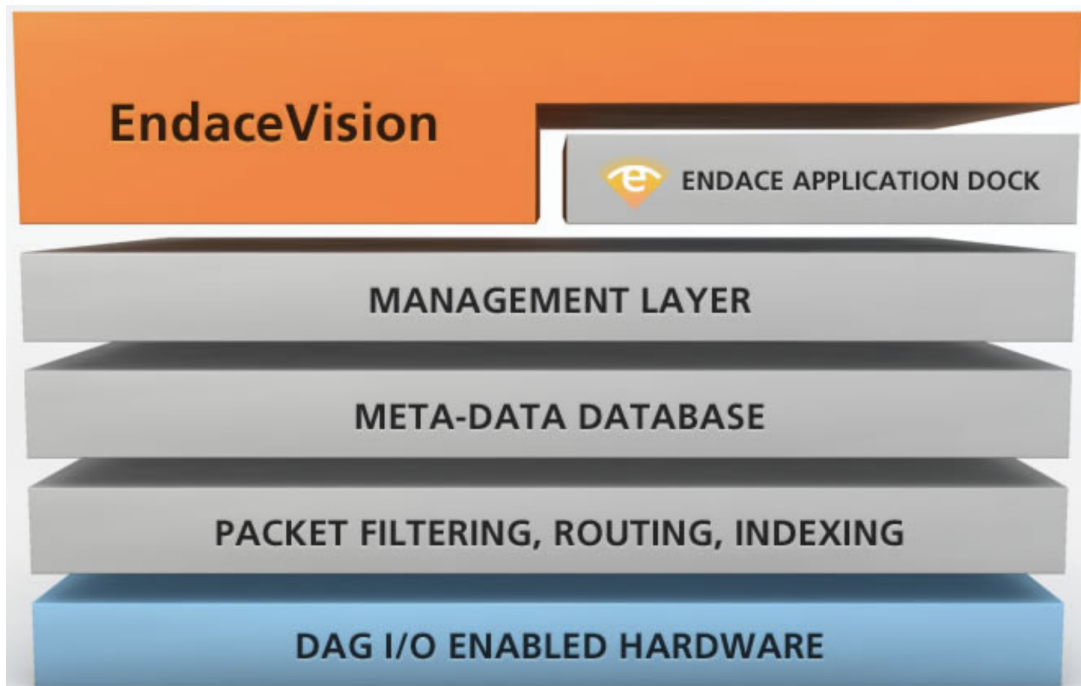 EndaceVision
e ENDACE APPLICATION DOCK
MANAGEMENT LAYER
META-DATA DATABASE
PACKET FILTERING, ROUTING, INDEXING
DAG I/O ENABLED HARDWARE